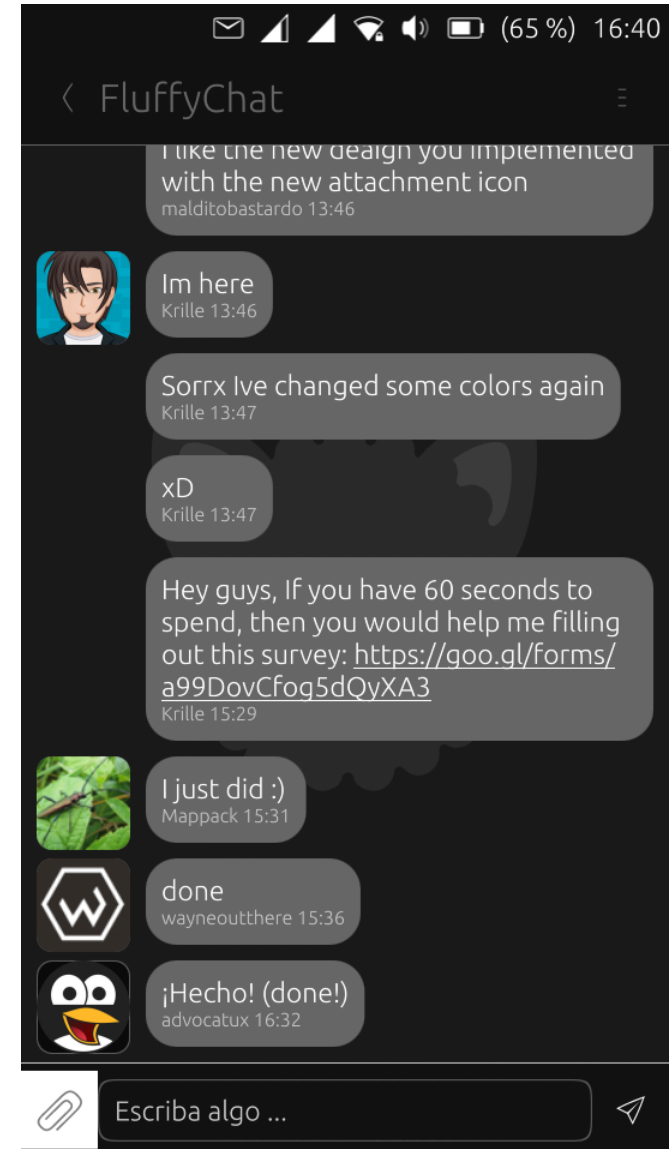 (65 %) 16:40
FluffyChat
I like the new deaign you implemented
with the new attachment icon
malditobastardo 13:46
Im here
Krille 13:46
Sorrx Ive changed some colors again
Krille 13:47
xD
Krille 13:47
Hey guys, If you have 60 seconds to
spend, then you would help me filling
out this survey: https://goo.gl/forms/
a99DovCfog5dQyXA3
Krille 15:29
I just did :)
Mappack 15:31
done
wayneoutthere 15:36
¡Hecho! (done!)
advocatux 16:32
Escriba algo ...